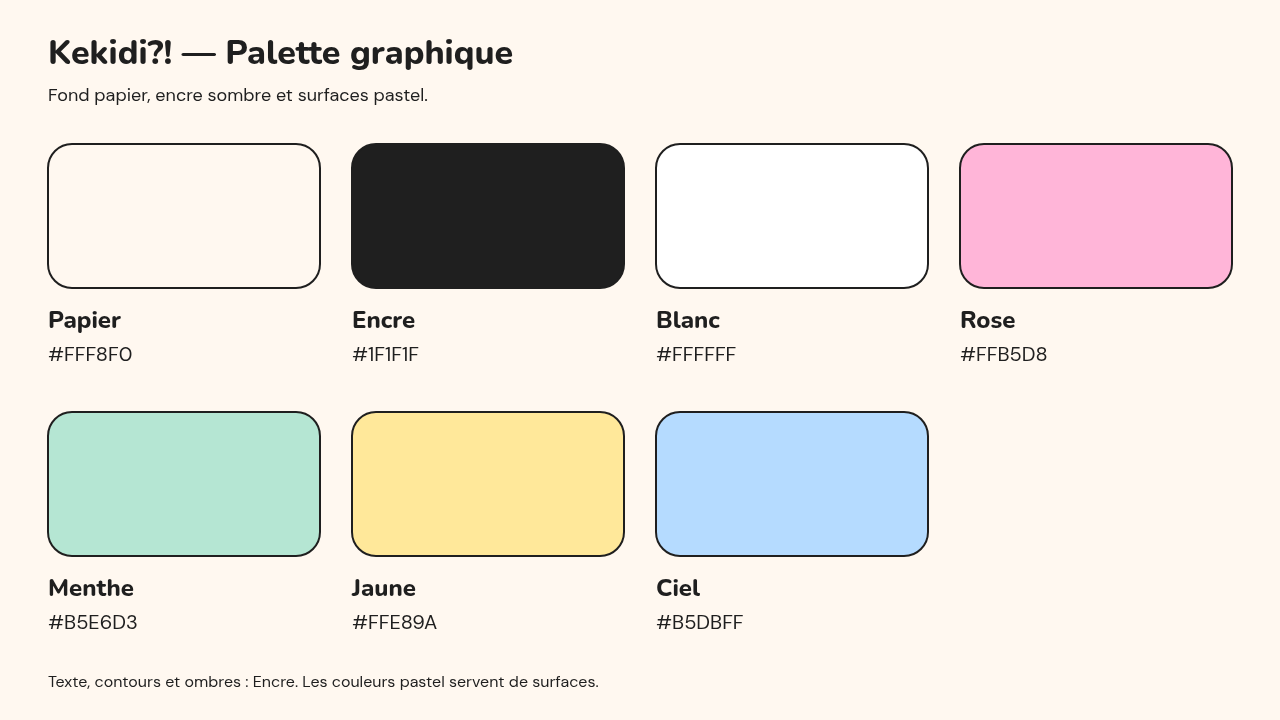 Kekidi?! — Palette graphique
Fond papier, encre sombre et surfaces pastel.
Papier
#FFF8F0
Encre
#1F1F1F
Blanc
#FFFFFF
Rose
#FFB5D8
Menthe
#B5E6D3
Jaune
#FFE89A
Ciel
#B5DBFF
Texte, contours et ombres : Encre. Les couleurs pastel servent de surfaces.